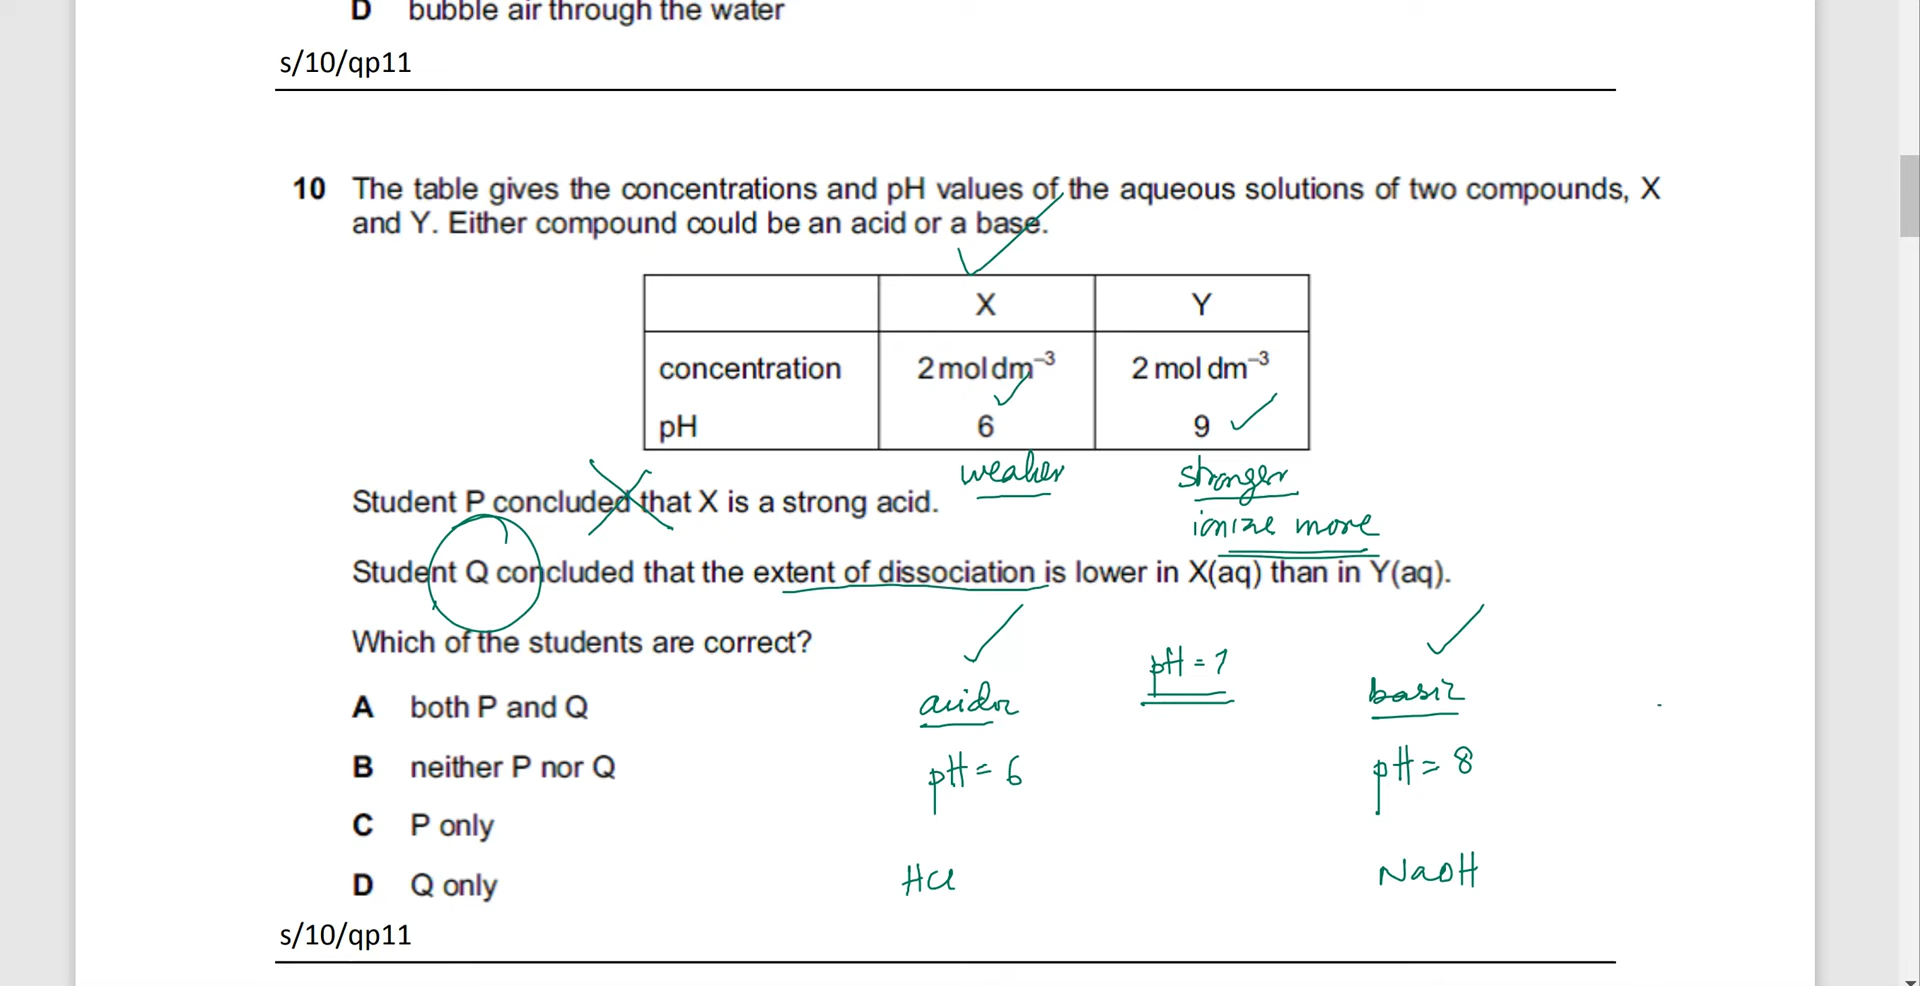 D bubble air through the water
s/10/qp11
10 The table gives the concentrations and pH values of the aqueous solutions of two compounds, X
and Y. Either compound could be an acid or a base.
X Y
concentration 2 mol dm⁻³ 2 mol dm⁻³
pH 6 9
weaker stronger
Student P concluded that X is a strong acid.
ionize more
Student Q concluded that the extent of dissociation is lower in X(aq) than in Y(aq).
Which of the students are correct?
pH = 7
A both P and Q basic
B neither P nor Q pH = 6 pH = 8
C P only
D Q only HCl NaOH
s/10/qp11